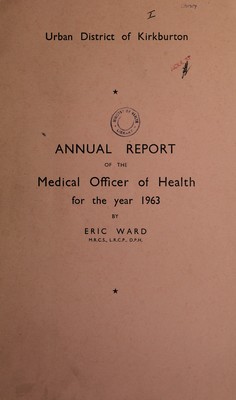 Urban District of Kirkburton
ANNUAL REPORT
OF THE
Medical Officer of Health
for the year 1963
BY
ERIC WARD
M.R.C.S., L.R.C.P., D.P.H.